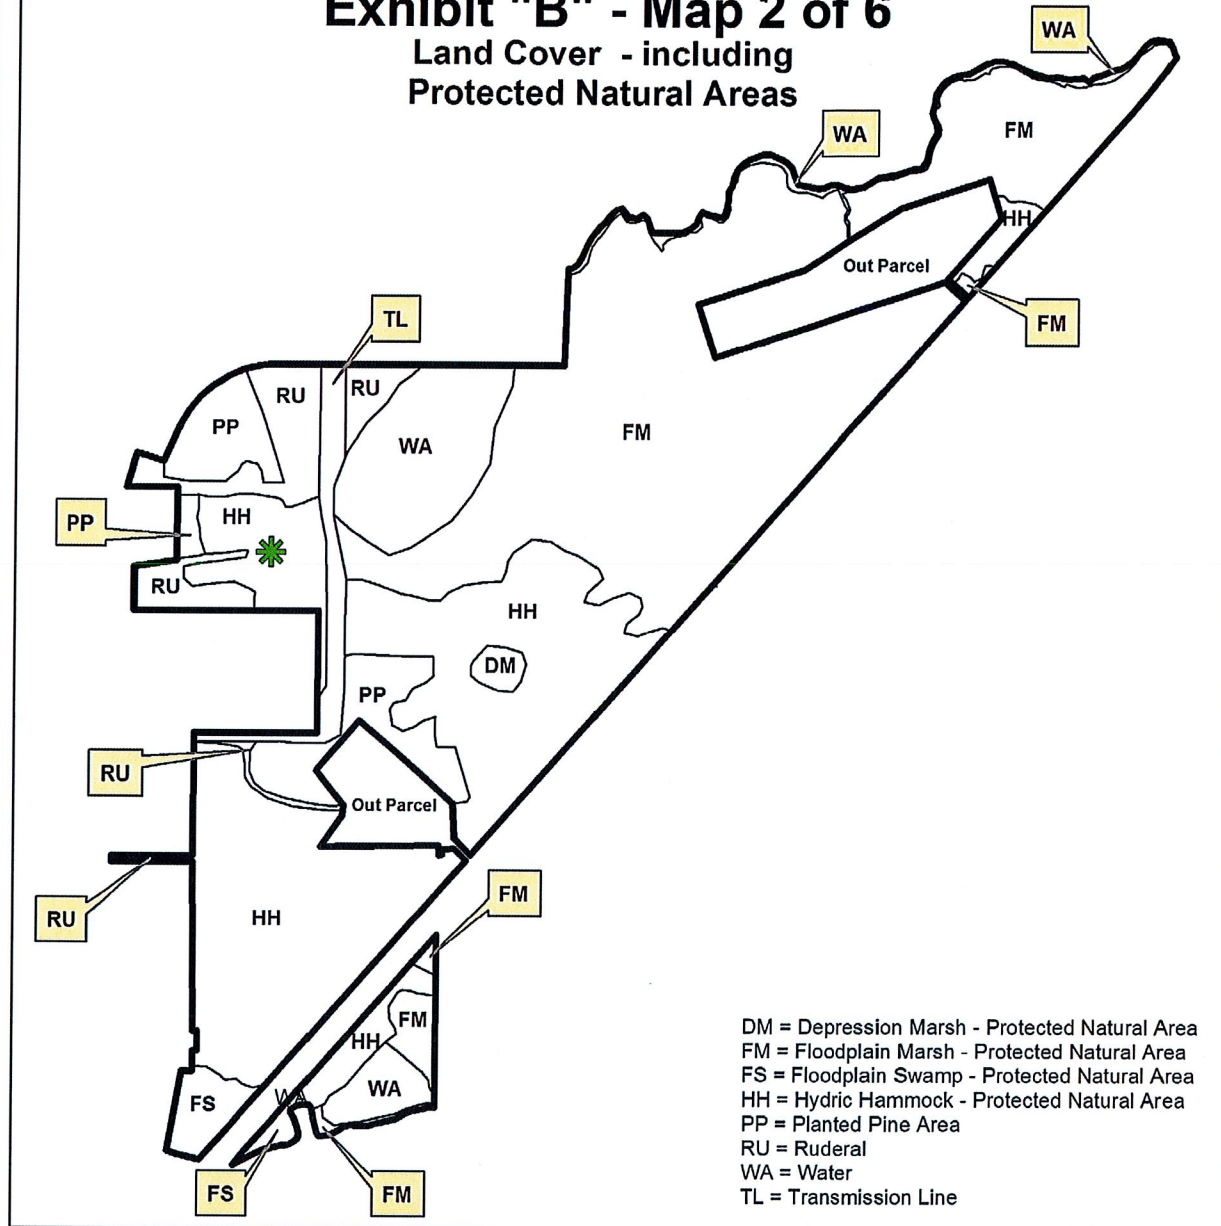 Exhibit "B" - Map 2 of 6
Land Cover - including
Protected Natural Areas
WA
WA
FM
HH
Out Parcel
FM
TL
RU
RU
PP
WA
FM
PP
HH
RU
HH
DM
PP
RU
Out Parcel
RU
HH
FM
FM
HH
WA
WA
FS
FS
FM
DM = Depression Marsh - Protected Natural Area
FM = Floodplain Marsh - Protected Natural Area
FS = Floodplain Swamp - Protected Natural Area
HH = Hydric Hammock - Protected Natural Area
PP = Planted Pine Area
RU = Ruderal
WA = Water
TL = Transmission Line